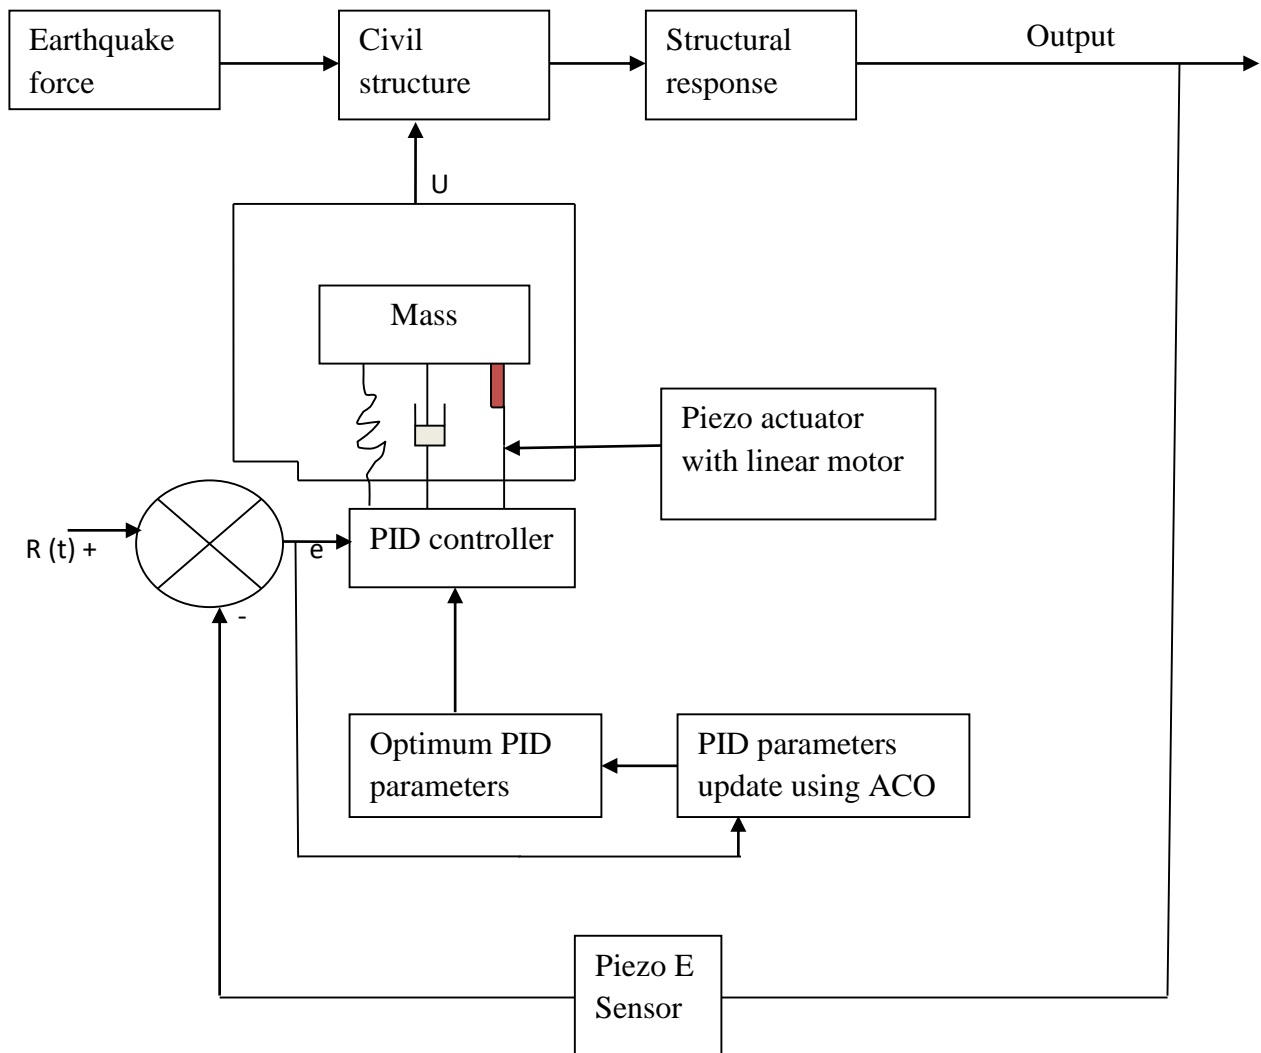 Earthquake
force
Civil
structure
Structural
response
Output
U
Mass
Piezo actuator
with linear motor
R (t) +
e
PID controller
-
Optimum PID
parameters
PID parameters
update using ACO
Piezo E
Sensor